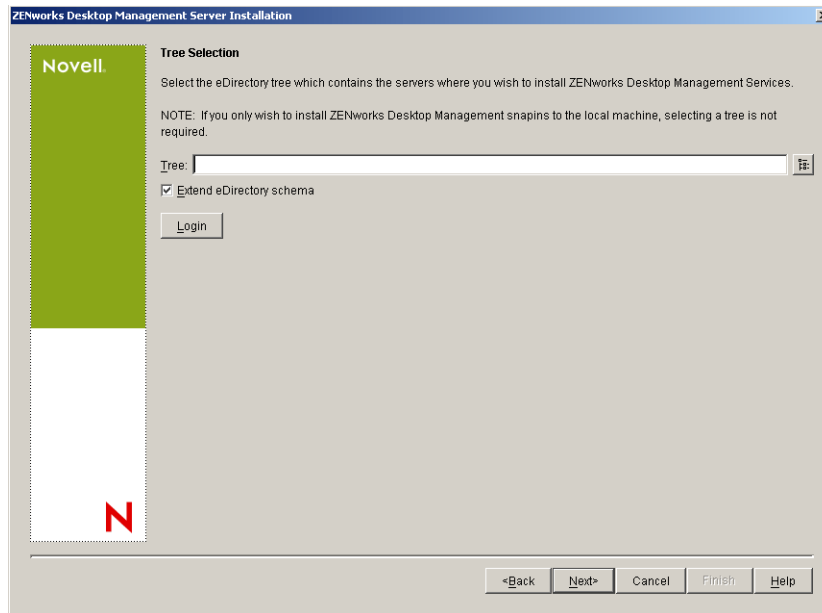 ZENworks Desktop Management Server Installation
Novell.
Tree Selection
Select the eDirectory tree which contains the servers where you wish to install ZENworks Desktop Management Services.
NOTE: If you only wish to install ZENworks Desktop Management snapins to the local machine, selecting a tree is not
required.
Tree:
Extend eDirectory schema
Login
N
<Back Next> Cancel Finish Help